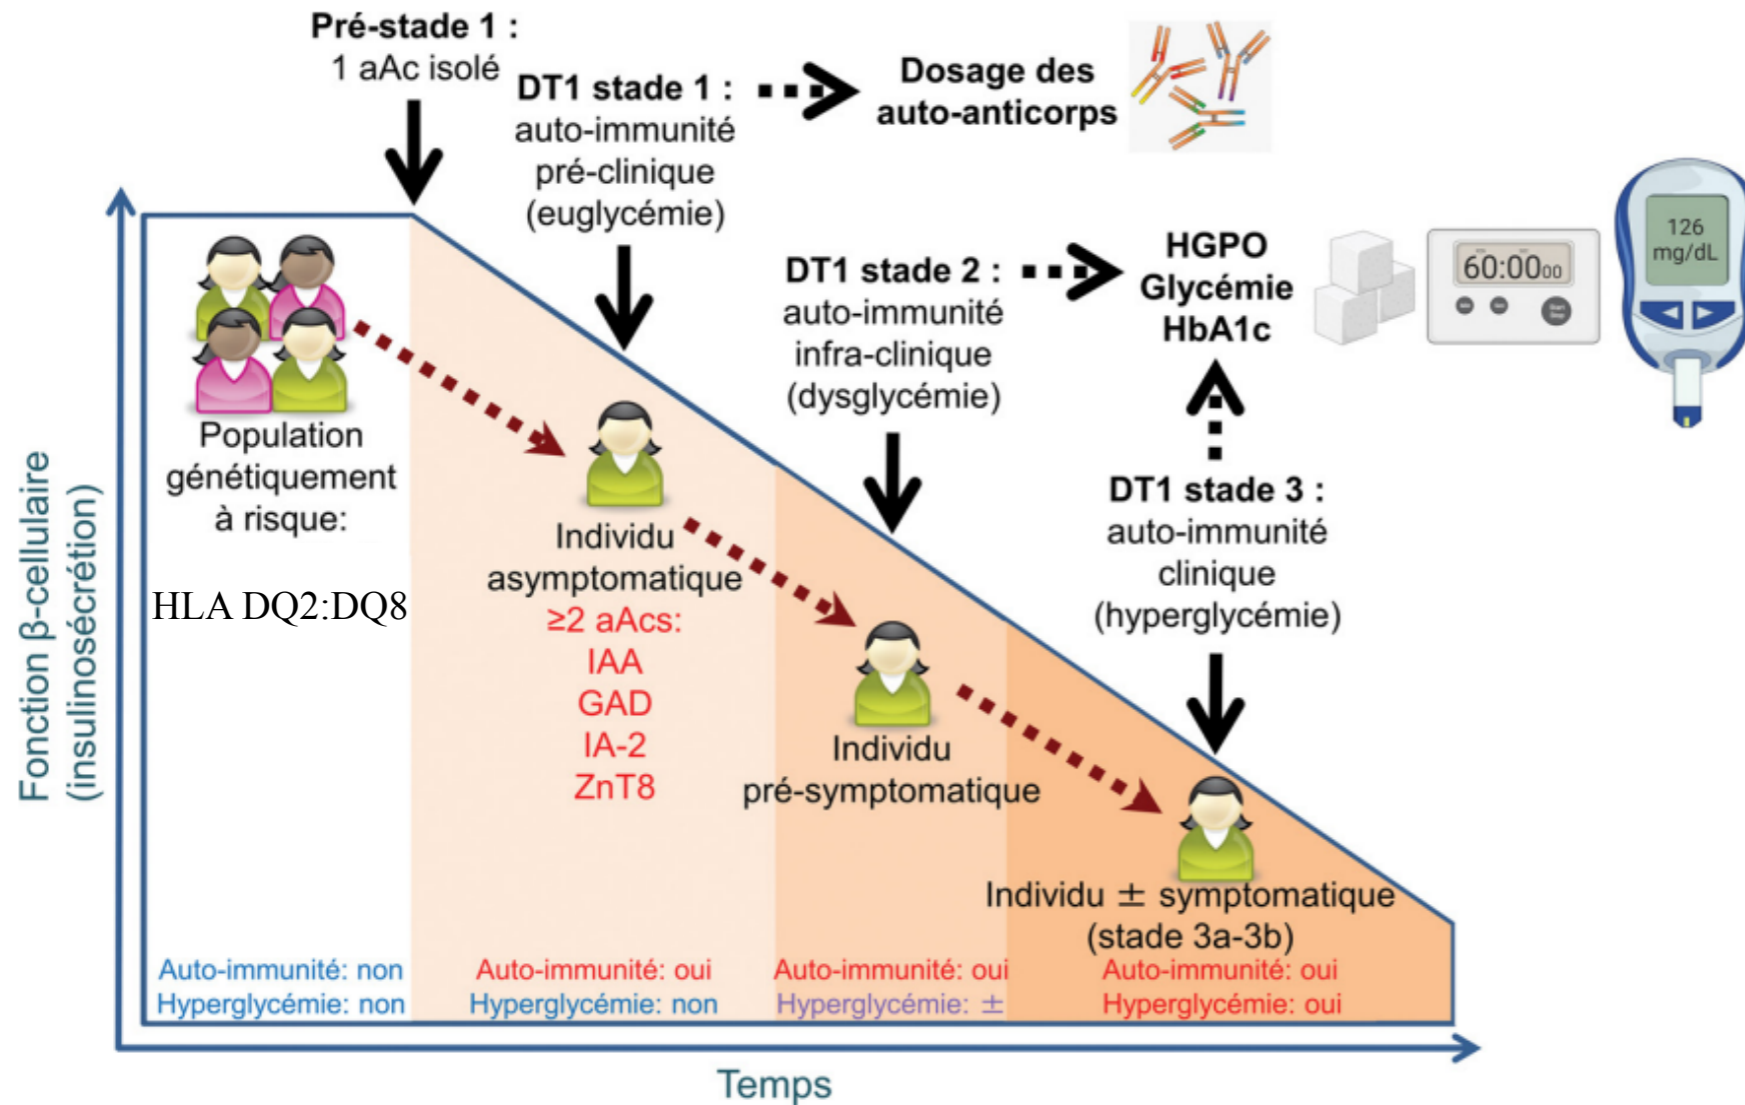 Pré-stade 1 :
1 aAc isolé
DT1 stade 1 :
auto-immunité
pré-clinique
(euglycémie)
Dosage des
auto-anticorps
DT1 stade 2 :
auto-immunité
infra-clinique
(dysglycémie)
HGPO
Glycémie
HbA1c
60:00 00
126
mg/dL
DT1 stade 3 :
auto-immunité
clinique
(hyperglycémie)
Fonction β-cellulaire
(insulinosécrétion)
Population
génétiquement
à risque:
HLA DQ2:DQ8
Individu
asymptomatique
≥2 aAcs:
IAA
GAD
IA-2
ZnT8
Individu
pré-symptomatique
Individu ± symptomatique
(stade 3a-3b)
Auto-immunité: non
Hyperglycémie: non
Auto-immunité: oui
Hyperglycémie: non
Auto-immunité: oui
Hyperglycémie: ±
Auto-immunité: oui
Hyperglycémie: oui
Temps